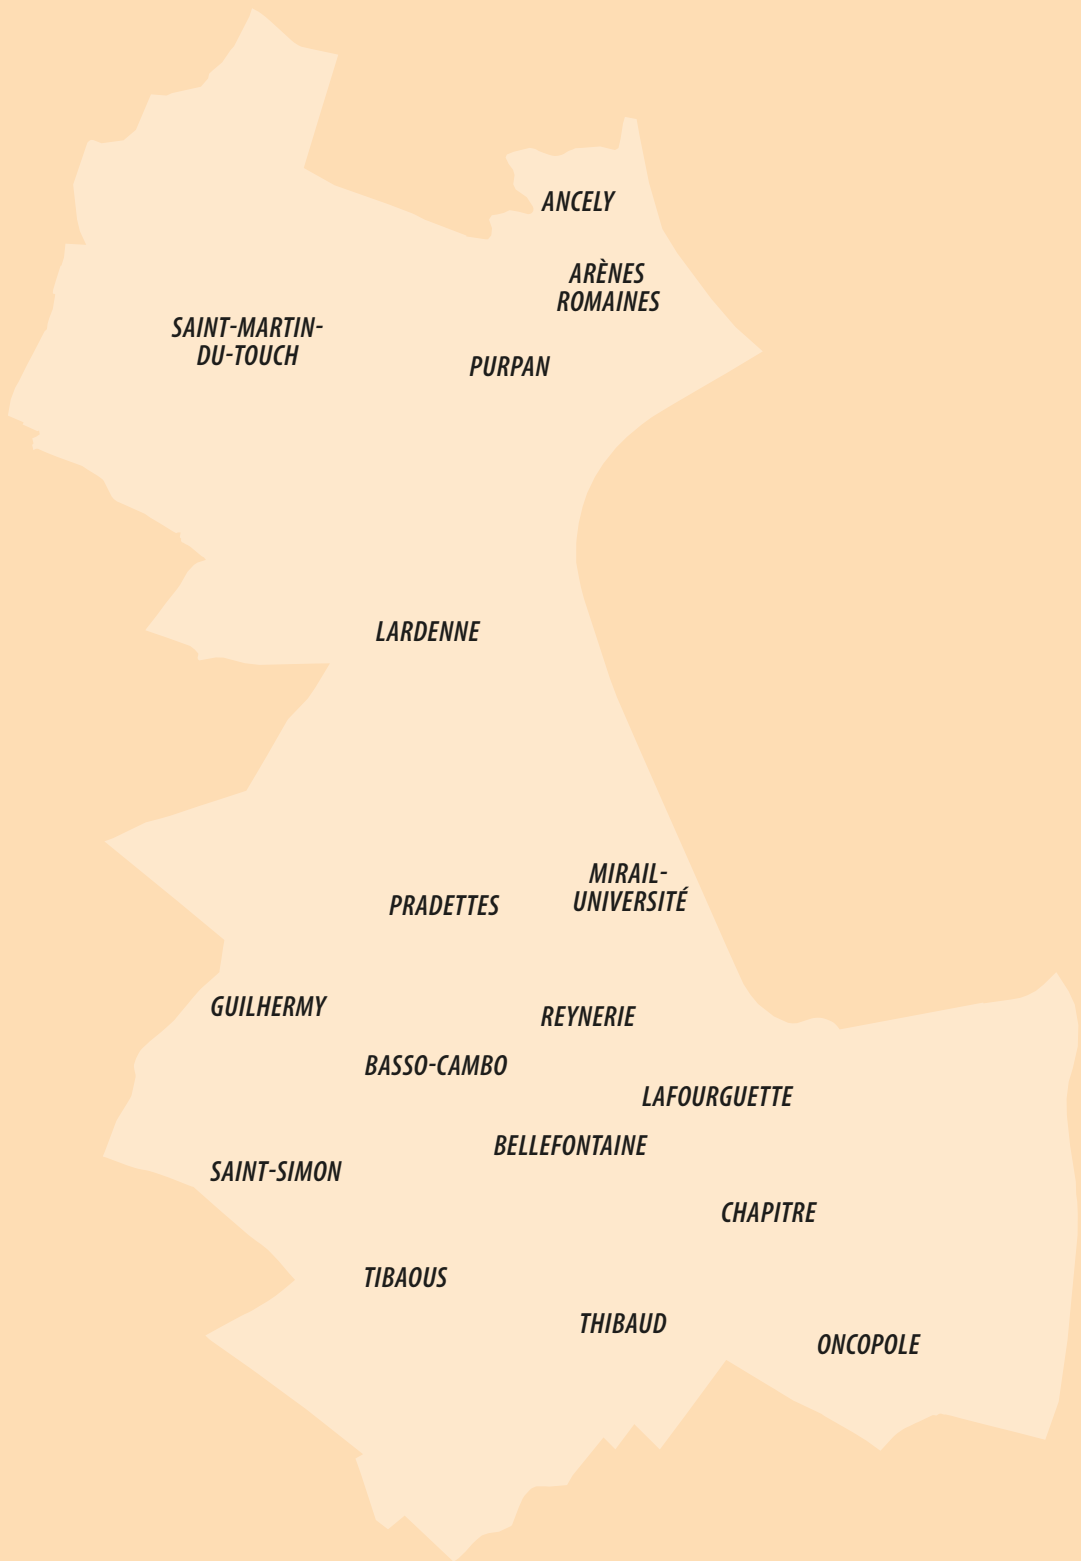 ANCELY
ARÈNES
ROMAINES
SAINT-MARTIN-
DU-TOUCH
PURPAN
LARDENNE
MIRAIL-
UNIVERSITÉ
PRADETTES
GUILHERMY
REYNERIE
BASSO-CAMBO
LAFOURGUETTE
BELLEFONTAINE
SAINT-SIMON
CHAPITRE
TIBAOUS
THIBAUD
ONCOPOLE